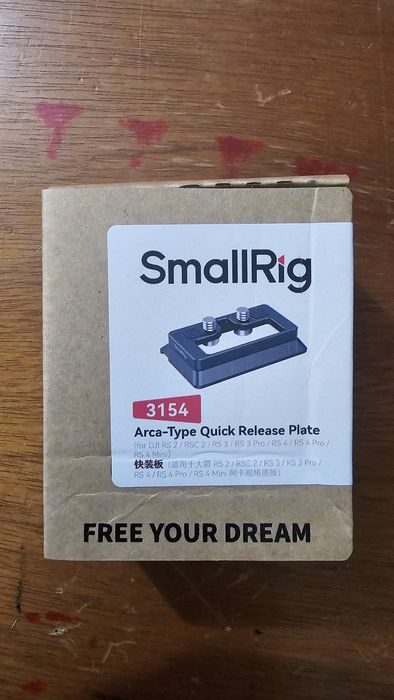 SmallRig
3154
Arca-Type Quick Release Plate
(for DJI RS 2 / RSC 2 / RS 3 / RS 3 Pro / RS 4 / RS 4 Pro /
RS 4 Mini)
快装板 (适用于大疆 RS 2 / RSC 2 / RS 3 / RS 3 Pro /
RS 4 / RS 4 Pro / RS 4 Mini 阿卡规格底板)
FREE YOUR DREAM